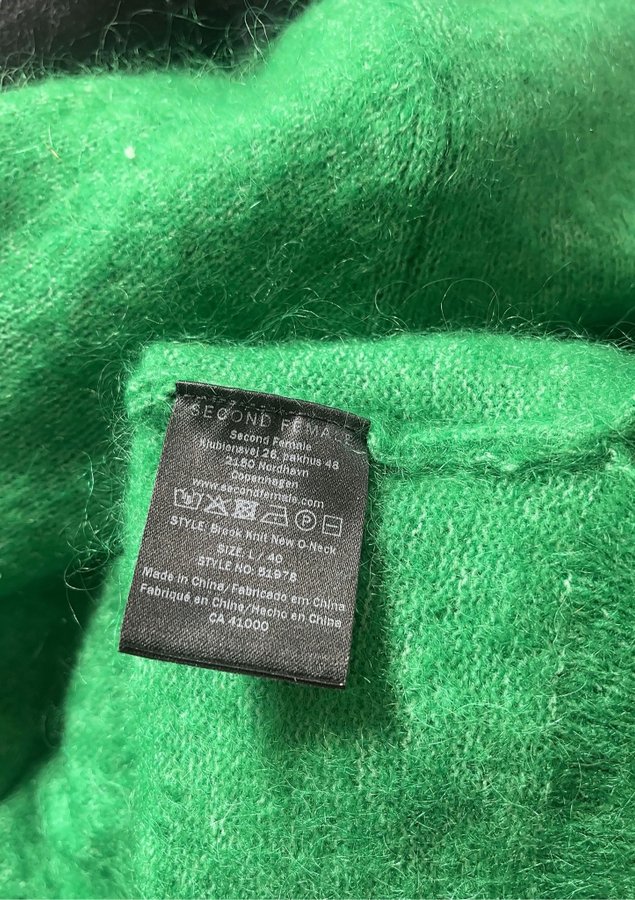 SECOND FEMALE
Second Female
Kjublensvej 26, pakhus 48
2150 Nordhavn
Copenhagen
www.secondfemale.com
STYLE: Brook Knit New O-Neck
SIZE: L / 40
STYLE NO: 51978
Made in China/Fabricado em China
Fabriqué en Chine/Hecho en China
CA 41000